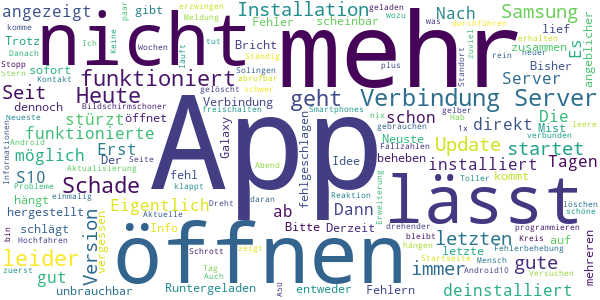 angezeigt
gibt
erzwingen
Meldung
Installation
geladen
Wozu
Was
Samsung
paar
Ich
Keine
Fehler
scheinbar
Nach
durchführen
zuviel
lief
angeblicher
komme
Trotz
Danach
Wochen
läuft
tut
Bricht
Ständig
erhalten
Es
zusammen
rein
neuer
Stopp
Stern
sofort
Kontakt
nicht
mehr
Standort
Bisher
Server
funktioniert
Solingen
abrufbar
dennoch
Bildschirmschoner
gelöscht
schwer
Seit
Heute
geht
Verbindung Server
Neueste
stürzt
öffnet
Verbindung
freischalten
Smartphones
plus
nix
schon
gelber
Hab
1x
direkt
Die
Mist
verbunden
leere
Android
funktionierte
Informationen
Aktualisierung
Galaxy
App
fehlgeschlagen
gebrauchen
Fallzahlen
Neuste
beheben
Update
startet
möglich
Erst
Der
Seite
installiert
Tagen
S10
Probleme
fehl
klappt
Abend
Idee
lässt
kommt
Toller
löschen
schöne
hängt
einmalig
Schade
daran
Reaktion
Erweiterung
hergestellt
Eigentlich
ab
Dann
drehender
programmieren
bin
schlägt
Version
vergessen
Aktuelle
Info
Dreht
öffnen
Bitte
Derzeit
letzten
bleibt
hängen
letzte
Kreis
auf
Fehlerbehebung
mehreren
leider
Hochfahren
Schrott
zeigt
immer
Startseite
Mensch
gute
zuerst
gut
Tag
Auch
ASU
entweder
Fehlern
Android10
Versuchen
unbrauchbar
Runtergeladen
deinstalliert